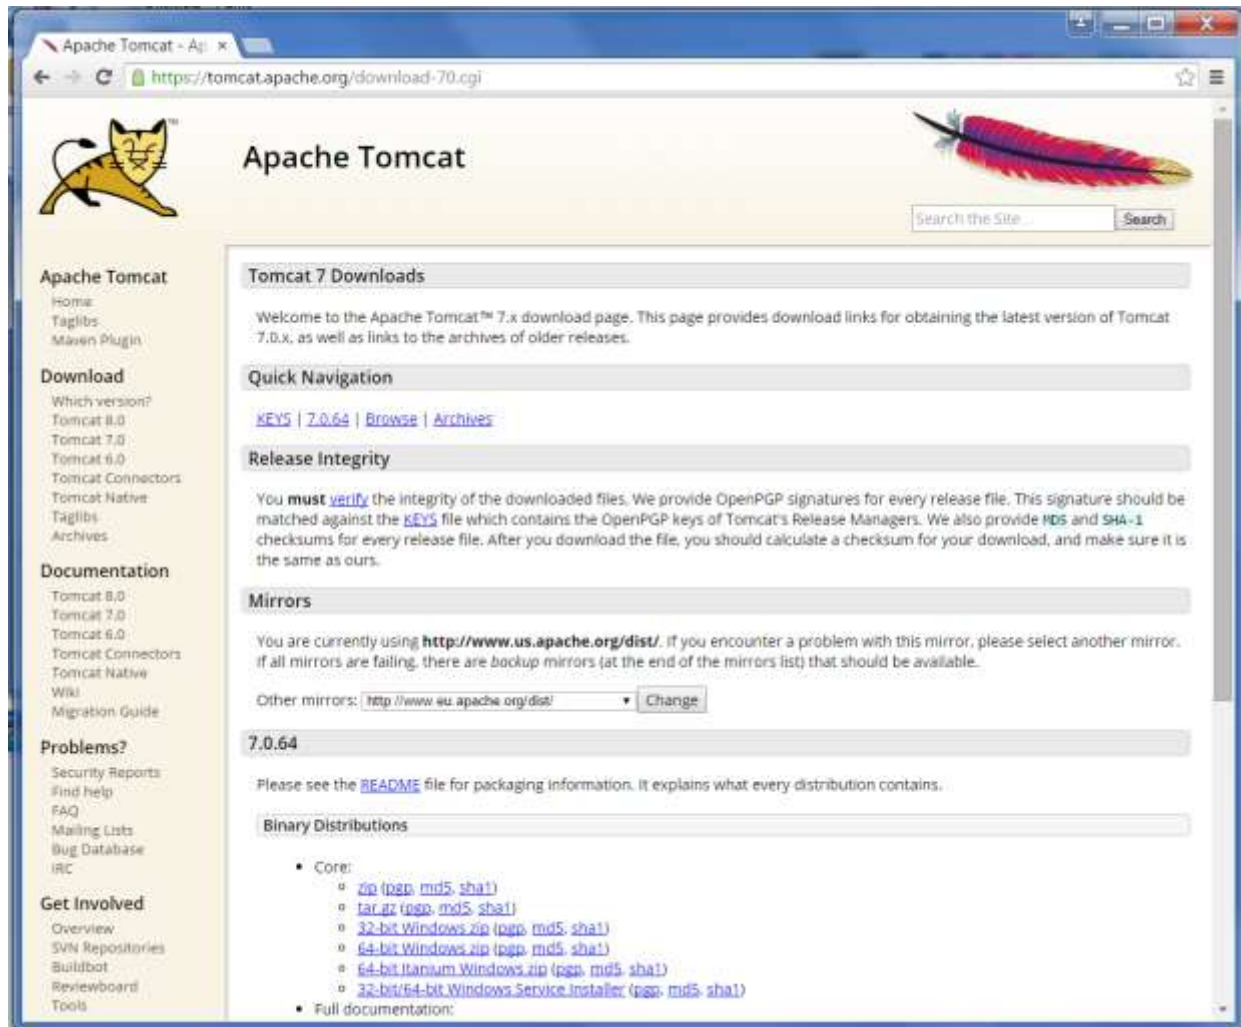 Apache Tomcat - Ap
https://tomcat.apache.org/download-70.cgi
TM
Apache Tomcat
Search the Site ...
Search
Apache Tomcat
Home
Taglibs
Maven Plugin
Download
Which version?
Tomcat 8.0
Tomcat 7.0
Tomcat 6.0
Tomcat Connectors
Tomcat Native
Taglibs
Archives
Documentation
Tomcat 8.0
Tomcat 7.0
Tomcat 6.0
Tomcat Connectors
Tomcat Native
Wiki
Migration Guide
Problems?
Security Reports
Find help
FAQ
Mailing Lists
Bug Database
IRC
Get Involved
Overview
SVN Repositories
Buildbot
Reviewboard
Tools
Tomcat 7 Downloads
Welcome to the Apache Tomcat™ 7.x download page. This page provides download links for obtaining the latest version of Tomcat
7.0.x, as well as links to the archives of older releases.
Quick Navigation
KEYS | 7.0.64 | Browse | Archives
Release Integrity
You must verify the integrity of the downloaded files. We provide OpenPGP signatures for every release file. This signature should be
matched against the KEYS file which contains the OpenPGP keys of Tomcat's Release Managers. We also provide MD5 and SHA-1
checksums for every release file. After you download the file, you should calculate a checksum for your download, and make sure it is
the same as ours.
Mirrors
You are currently using http://www.us.apache.org/dist/. If you encounter a problem with this mirror, please select another mirror.
If all mirrors are failing, there are backup mirrors (at the end of the mirrors list) that should be available.
Other mirrors: http://www.eu.apache.org/dist/ Change
7.0.64
Please see the README file for packaging information. It explains what every distribution contains.
Binary Distributions
• Core:
zip (pgp, md5, sha1)
tar.gz (pgp, md5, sha1)
32-bit Windows zip (pgp, md5, sha1)
64-bit Windows zip (pgp, md5, sha1)
64-bit Itanium Windows zip (pgp, md5, sha1)
32-bit/64-bit Windows Service Installer (pgp, md5, sha1)
• Full documentation: